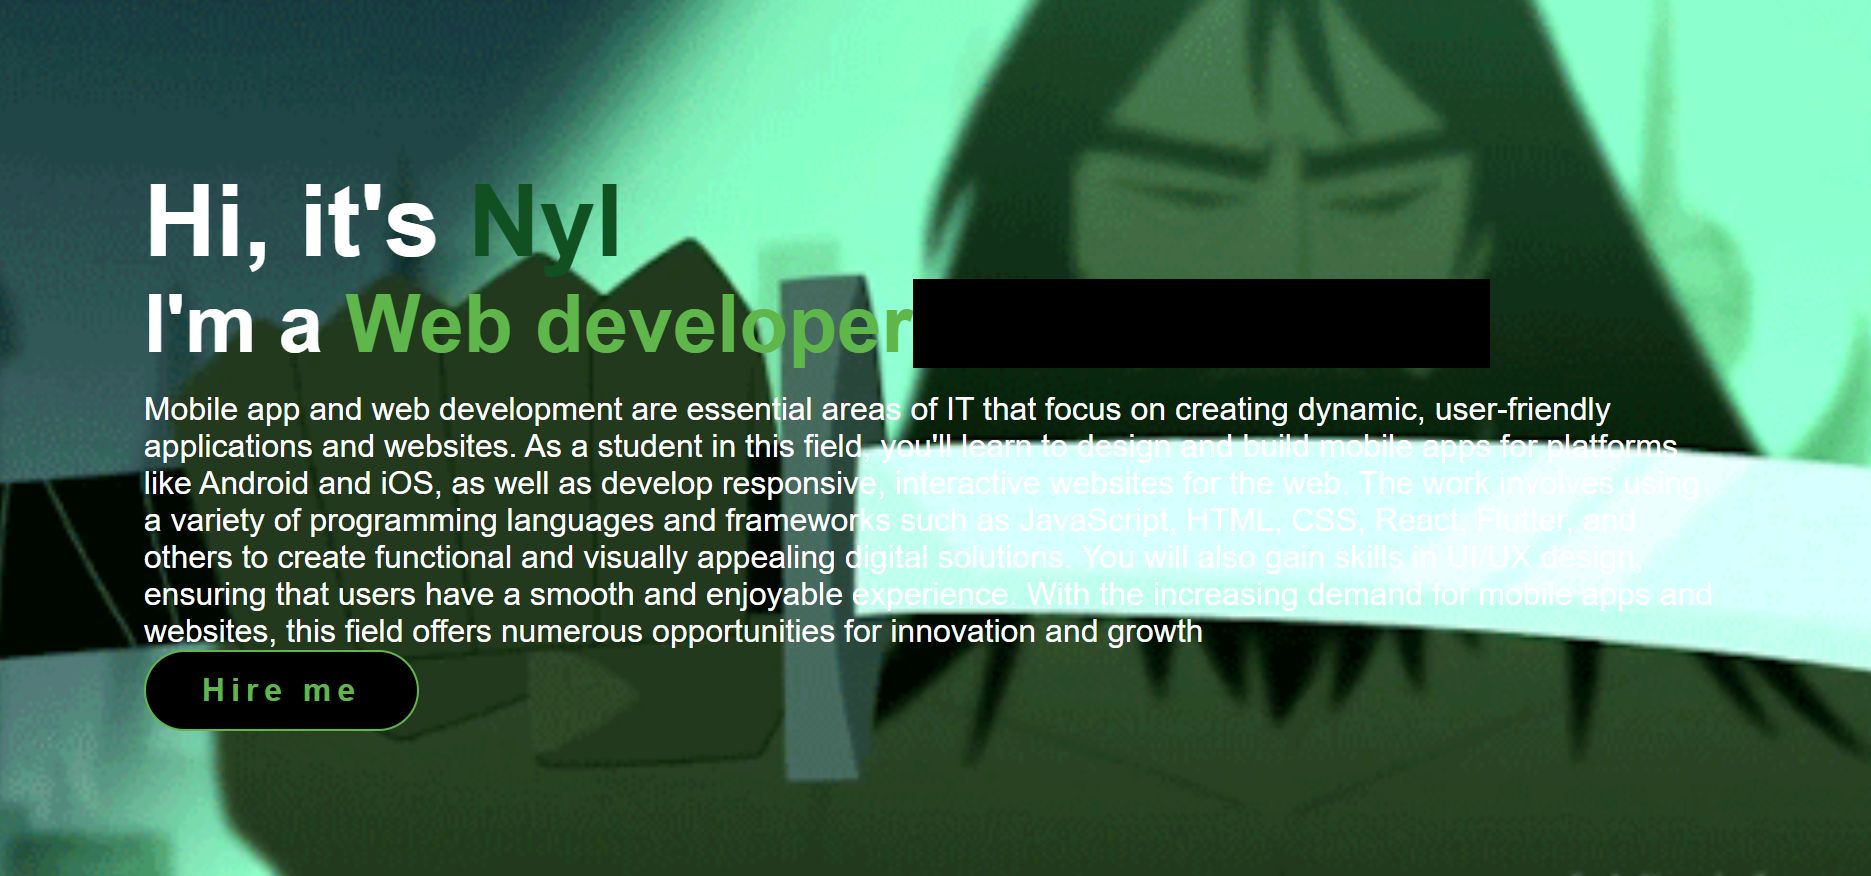 Hi, it's Nyl
I'm a Web developer
Mobile app and web development are essential areas of IT that focus on creating dynamic, user-friendly
applications and websites. As a student in this field, you'll learn to design and build mobile apps for platforms
like Android and iOS, as well as develop responsive, interactive websites for the web. The work involves using
a variety of programming languages and frameworks such as JavaScript, HTML, CSS, React, Flutter, and
others to create functional and visually appealing digital solutions. You will also gain skills in UI/UX design,
ensuring that users have a smooth and enjoyable experience. With the increasing demand for mobile apps and
websites, this field offers numerous opportunities for innovation and growth
Hire me